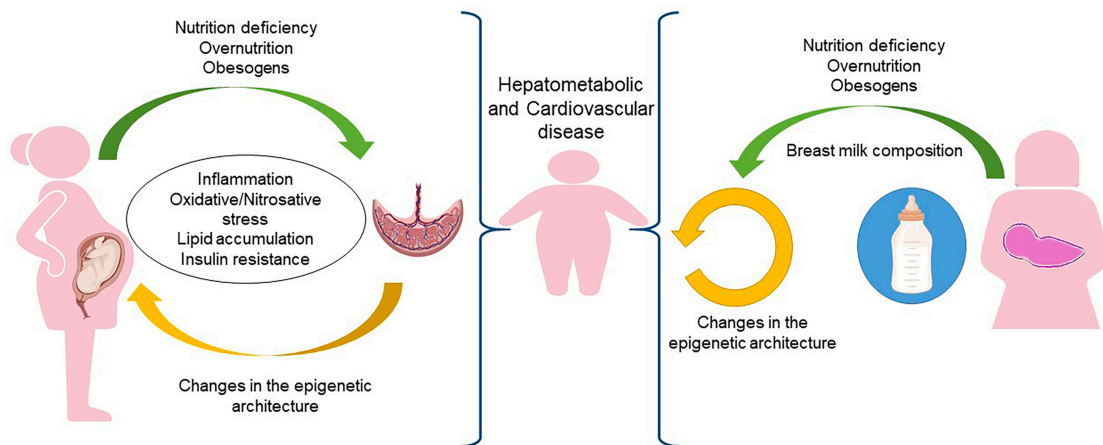 Nutrition deficiency
Overnutrition
Obesogens
Inflammation
Oxidative/Nitrosative
stress
Lipid accumulation
Insulin resistance
Changes in the epigenetic
architecture
Hepatometabolic
and Cardiovascular
disease
Nutrition deficiency
Overnutrition
Obesogens
Breast milk composition
Changes in the
epigenetic architecture